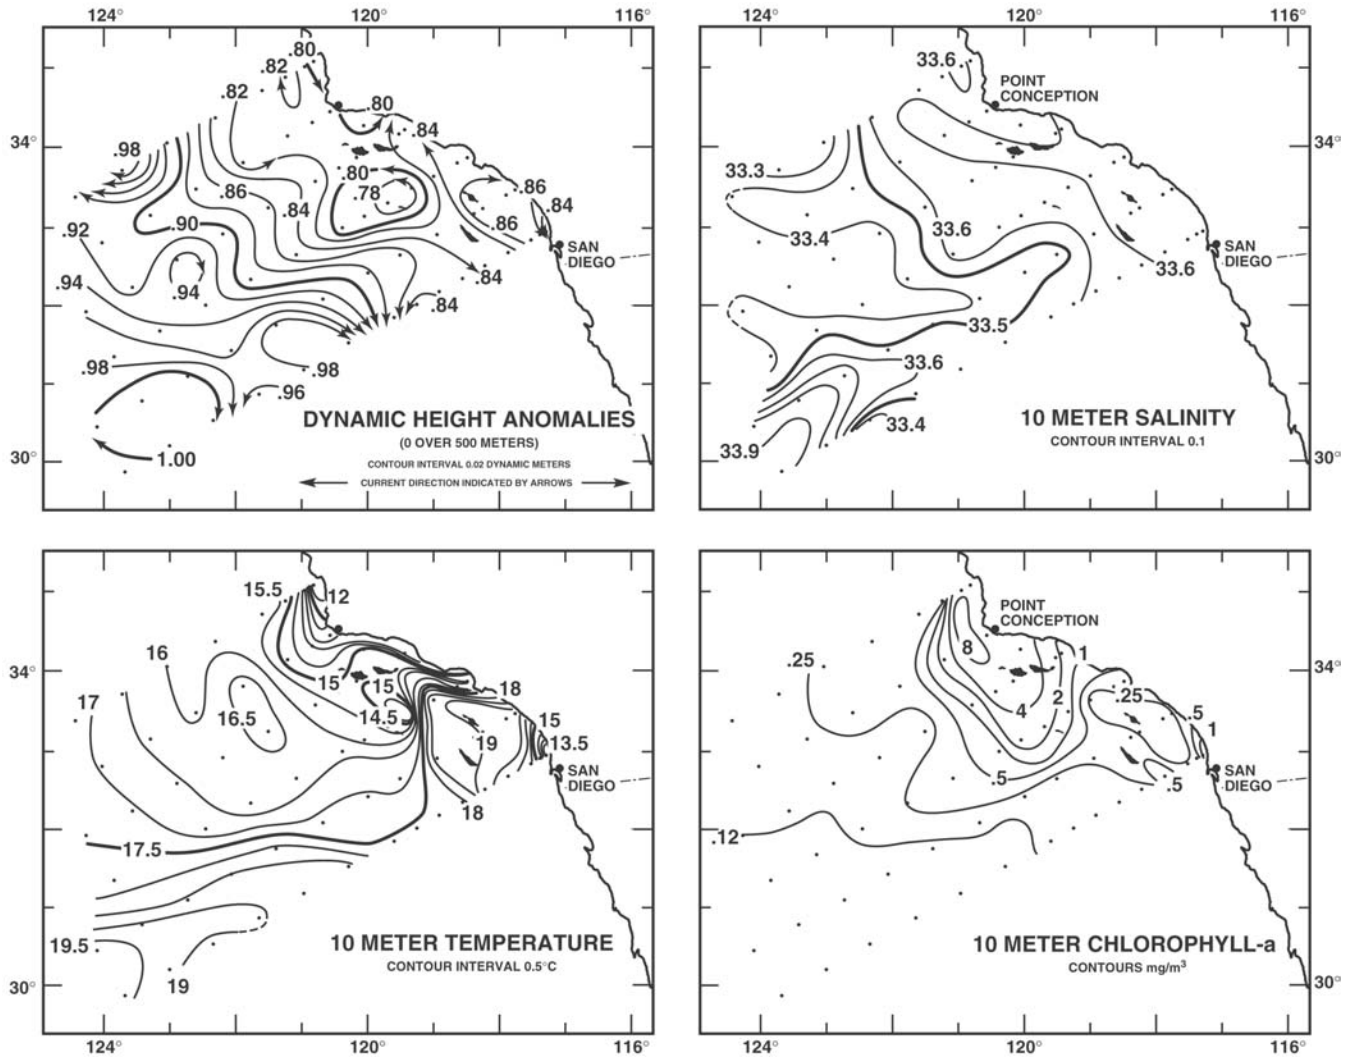 124° 120° 116°
34°
30°
.80
.82
.82
.80
.84
.98
.80
.78
.86
.86
.84
.84
.86
.90
.92
SAN
DIEGO
.84
.94
.94
.84
.98
.98
.96
1.00
DYNAMIC HEIGHT ANOMALIES
(0 OVER 500 METERS)
CONTOUR INTERVAL 0.02 DYNAMIC METERS
CURRENT DIRECTION INDICATED BY ARROWS
124° 120° 116°
34°
30°
33.6
POINT
CONCEPTION
33.3
33.4
33.6
33.6
SAN
DIEGO
33.5
33.6
33.4
33.9
10 METER SALINITY
CONTOUR INTERVAL 0.1
34°
30°
15.5
12
16
15
15
17
16.5
14.5
18
19
15
13.5
SAN
DIEGO
18
17.5
19.5
19
10 METER TEMPERATURE
CONTOUR INTERVAL 0.5°C
124° 120° 116°
POINT
CONCEPTION
8
1
.25
34°
.25
2
4
.5
1
.5
.5
SAN
DIEGO
.12
10 METER CHLOROPHYLL-a
CONTOURS mg/m³
30°
124° 120° 116°